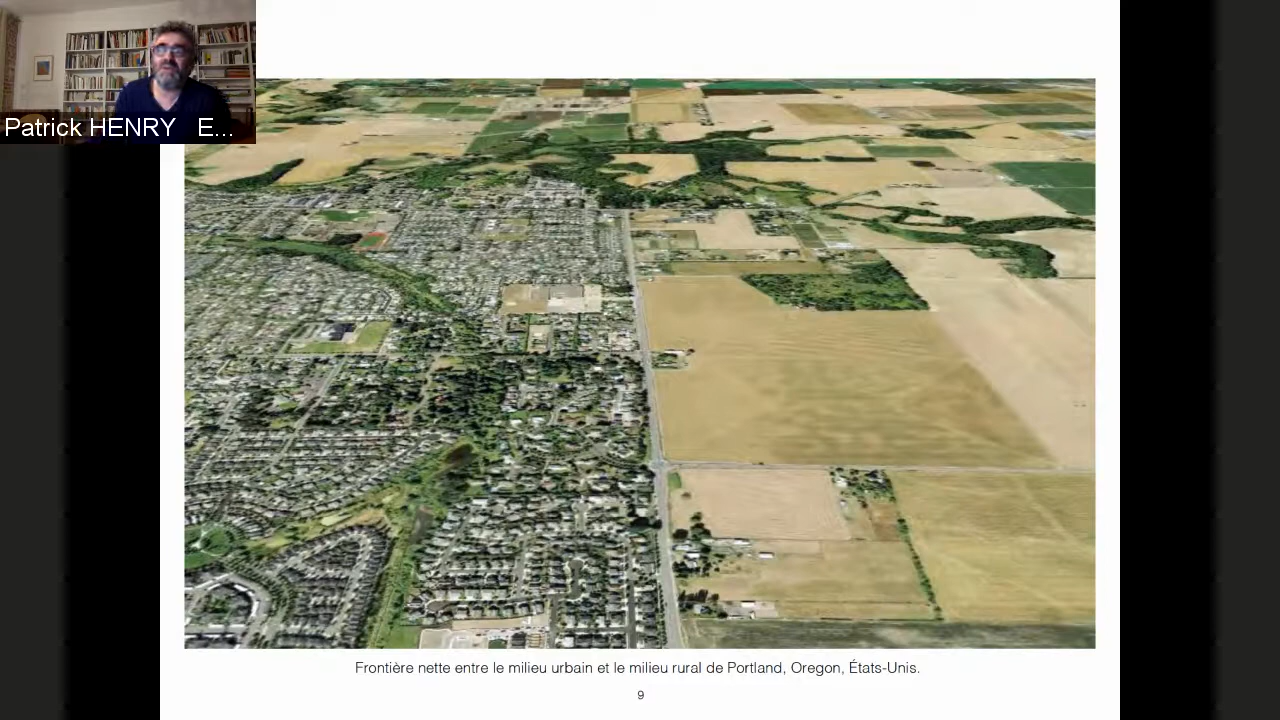 Patrick HENRY E...
Frontière nette entre le milieu urbain et le milieu rural de Portland, Oregon, États-Unis.
9